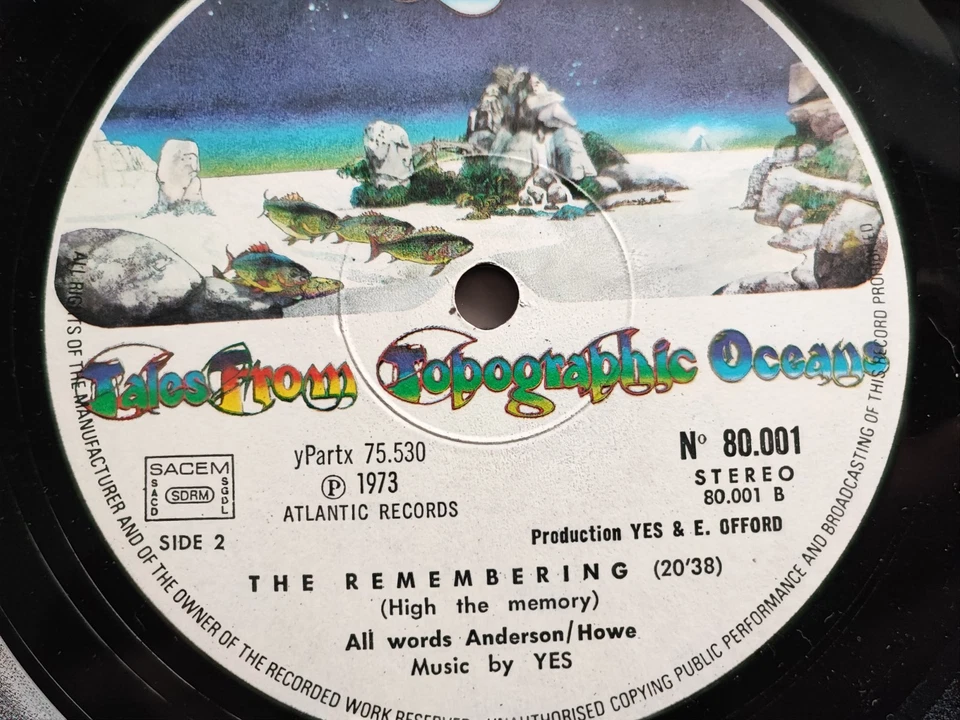 Tales From Topographic Oceans
yPartx 75.530
℗ 1973
ATLANTIC RECORDS
SACEM
SACD
SDRM
SGDL
SIDE 2
Nº 80.001
STEREO
80.001 B
Production YES & E. OFFORD
THE REMEMBERING (20'38)
(High the memory)
All words Anderson/Howe
Music by YES
ALL RIGHTS OF THE MANUFACTURER AND OF THE OWNER OF THE RECORDED WORK RESERVED - UNAUTHORISED COPYING PUBLIC PERFORMANCE AND BROADCASTING OF THIS RECORD PROHIBITED